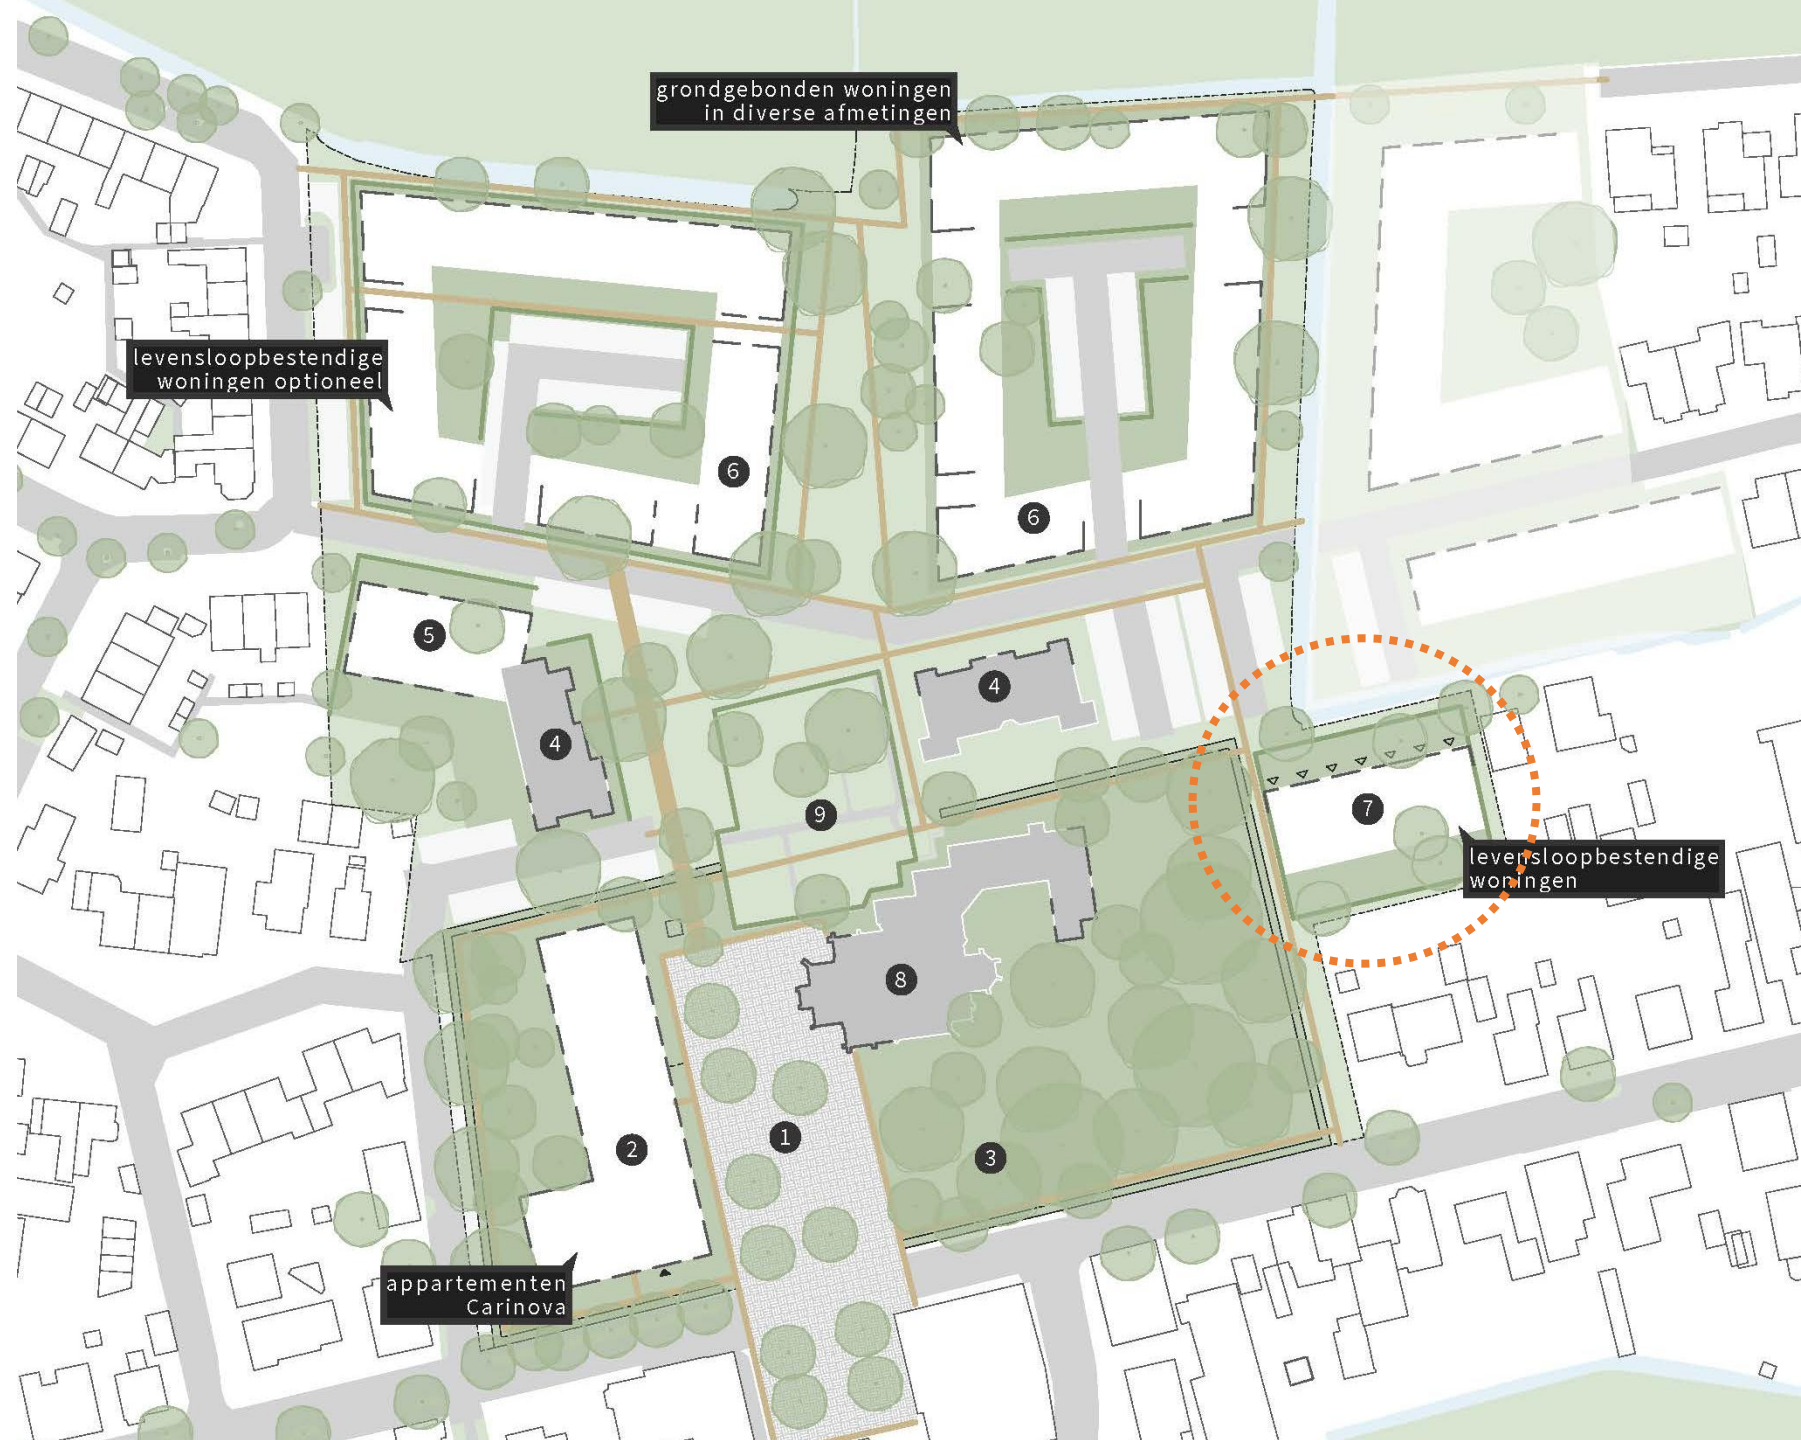 grondgebonden woningen
in diverse afmetingen
levensloopbestendige
woningen optioneel
6
6
5
4
4
9
7
levensloopbestendige
woningen
8
1
2
3
appartementen
Carinova